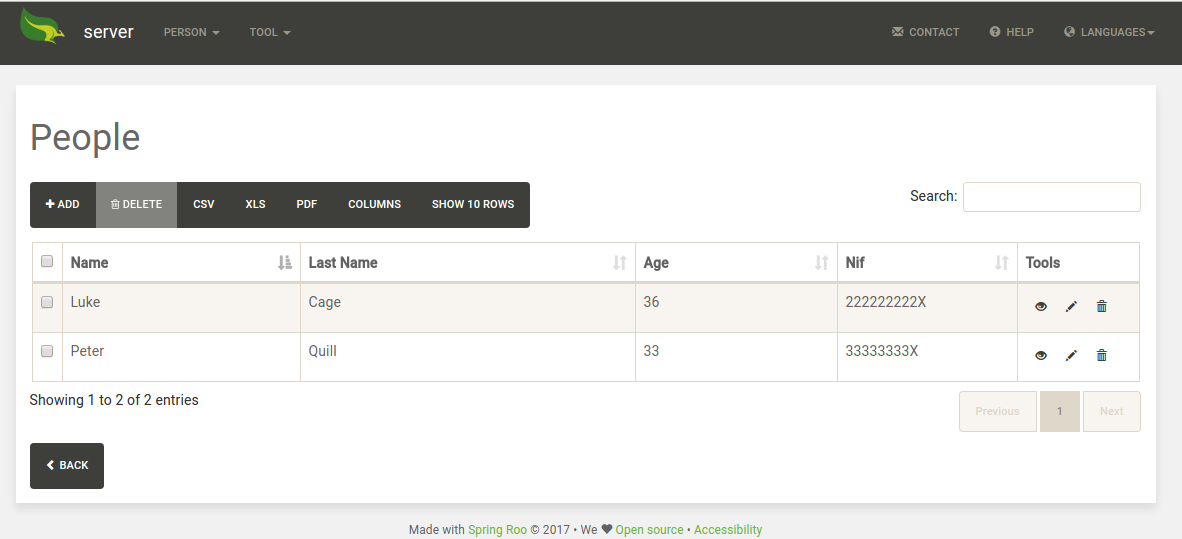 server PERSON TOOL CONTACT HELP LANGUAGES
People
ADD DELETE CSV XLS PDF COLUMNS SHOW 10 ROWS Search:
Name Last Name Age Nif Tools
Luke Cage 36 222222222X
Peter Quill 33 33333333X
Showing 1 to 2 of 2 entries Previous 1 Next
BACK
Made with Spring Roo © 2017 • We ❤ Open source • Accessibility